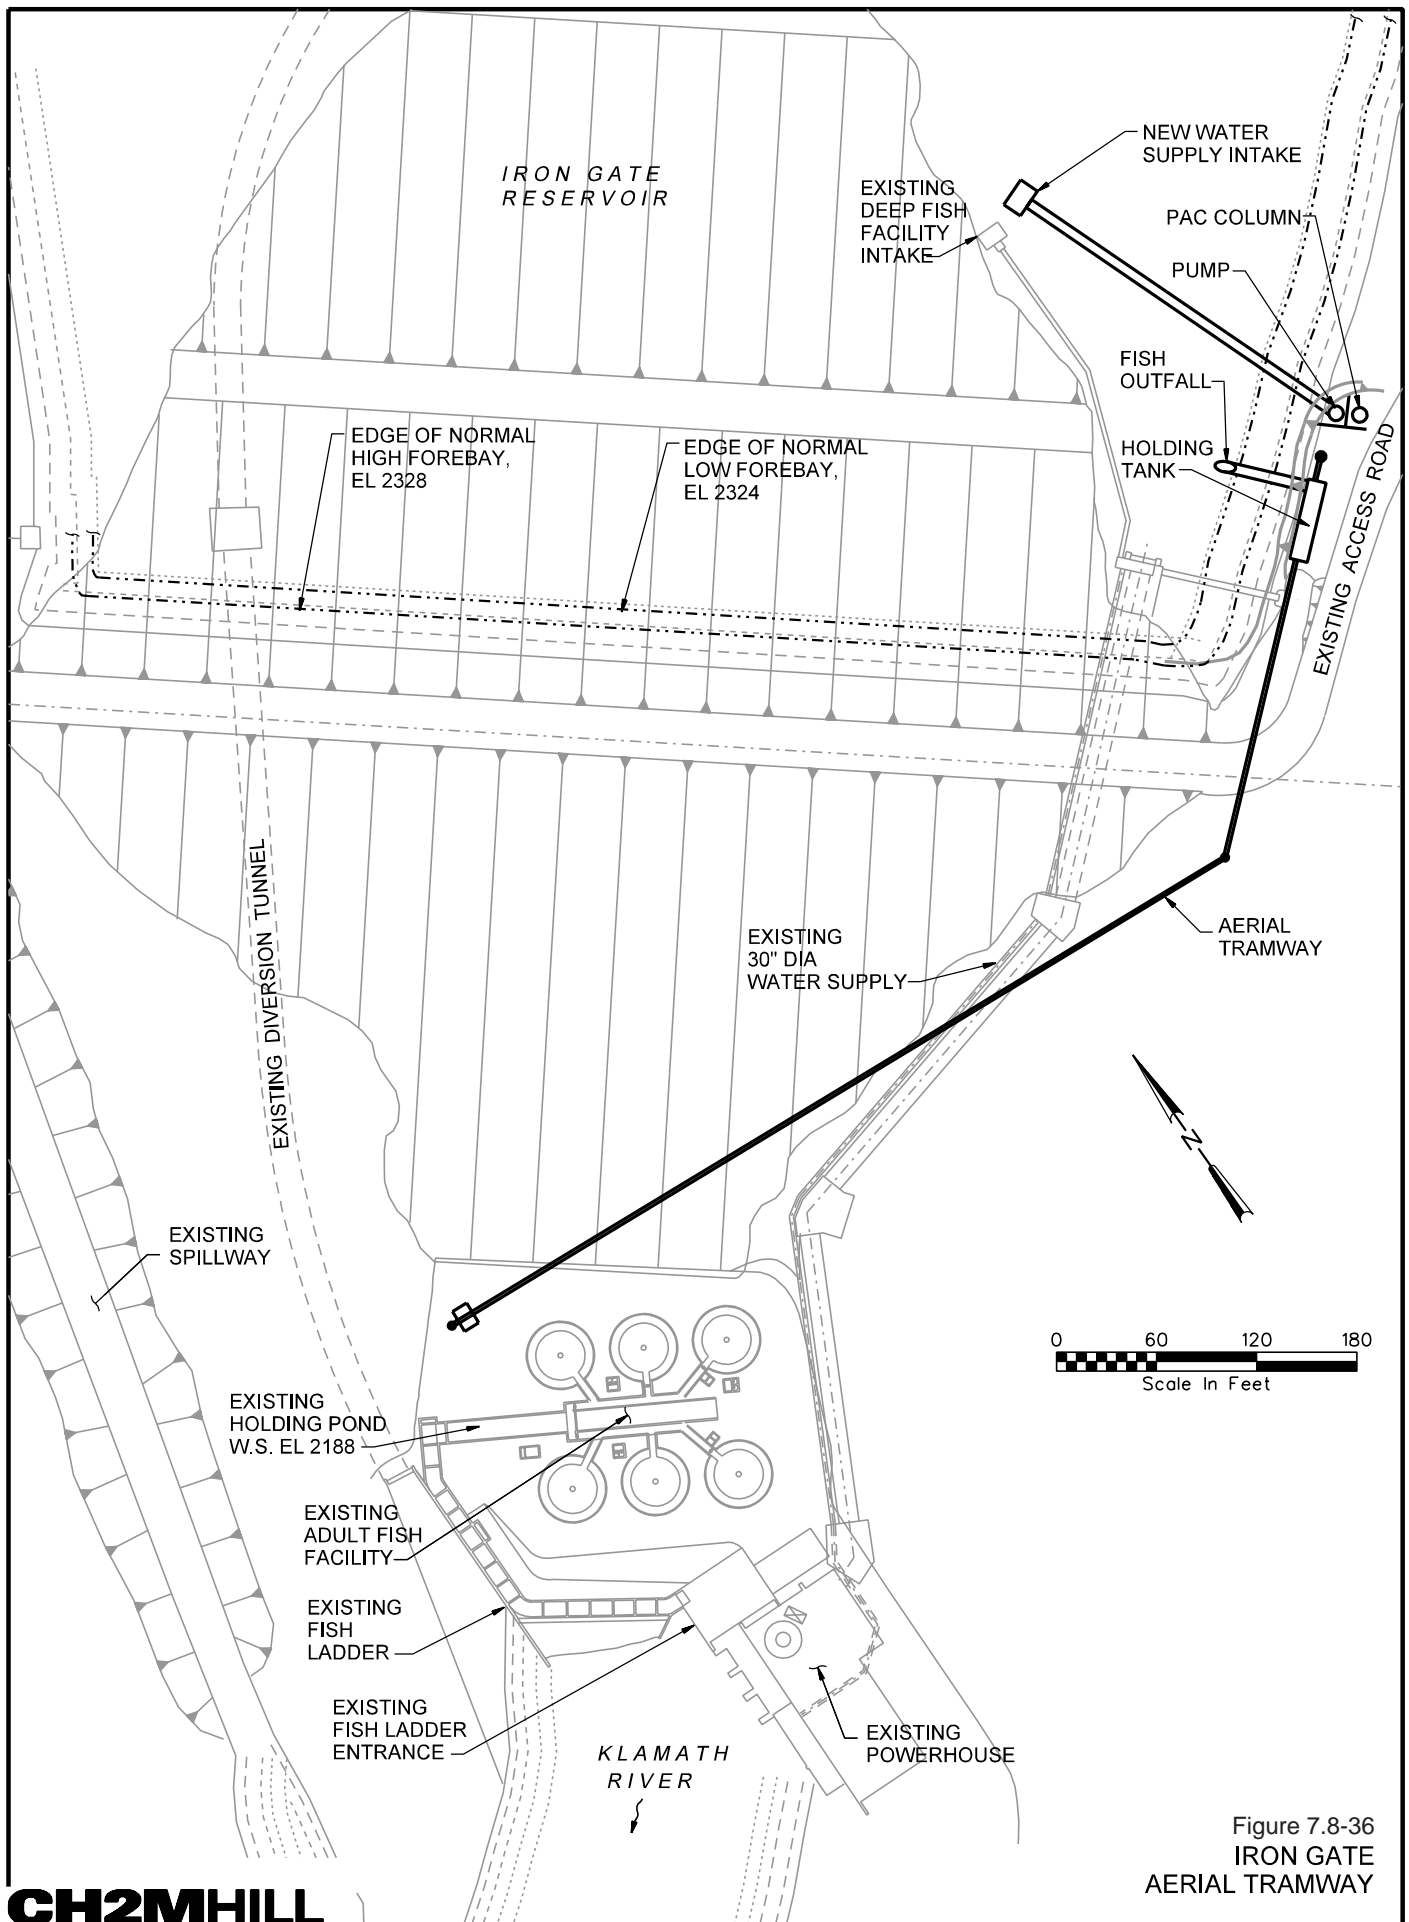 IRON GATE
RESERVOIR
NEW WATER
SUPPLY INTAKE
EXISTING
DEEP FISH
FACILITY
INTAKE
PAC COLUMN
PUMP
FISH
OUTFALL
HOLDING
TANK
EXISTING ACCESS ROAD
EDGE OF NORMAL
HIGH FOREBAY,
EL 2328
EDGE OF NORMAL
LOW FOREBAY,
EL 2324
EXISTING DIVERSION TUNNEL
EXISTING
30" DIA
WATER SUPPLY
AERIAL
TRAMWAY
N
EXISTING
SPILLWAY
0 60 120 180
Scale In Feet
EXISTING
HOLDING POND
W.S. EL 2188
EXISTING
ADULT FISH
FACILITY
EXISTING
FISH
LADDER
EXISTING
FISH LADDER
ENTRANCE
KLAMATH
RIVER
EXISTING
POWERHOUSE
Figure 7.8-36
IRON GATE
AERIAL TRAMWAY
CH2MHILL